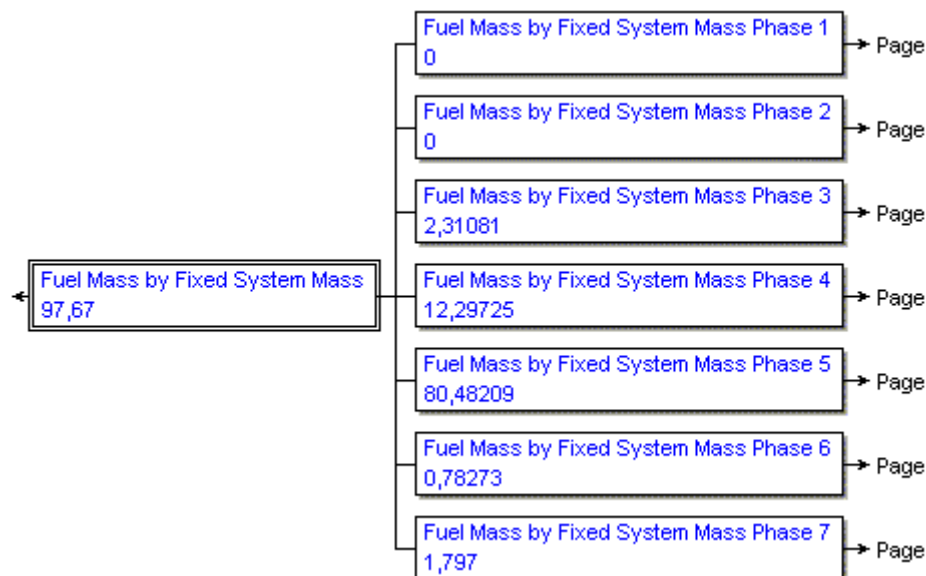 Fuel Mass by Fixed System Mass Phase 1
0
Page
Fuel Mass by Fixed System Mass Phase 2
0
Page
Fuel Mass by Fixed System Mass Phase 3
2,31081
Page
Fuel Mass by Fixed System Mass
97,67
Fuel Mass by Fixed System Mass Phase 4
12,29725
Page
Fuel Mass by Fixed System Mass Phase 5
80,48209
Page
Fuel Mass by Fixed System Mass Phase 6
0,78273
Page
Fuel Mass by Fixed System Mass Phase 7
1,797
Page